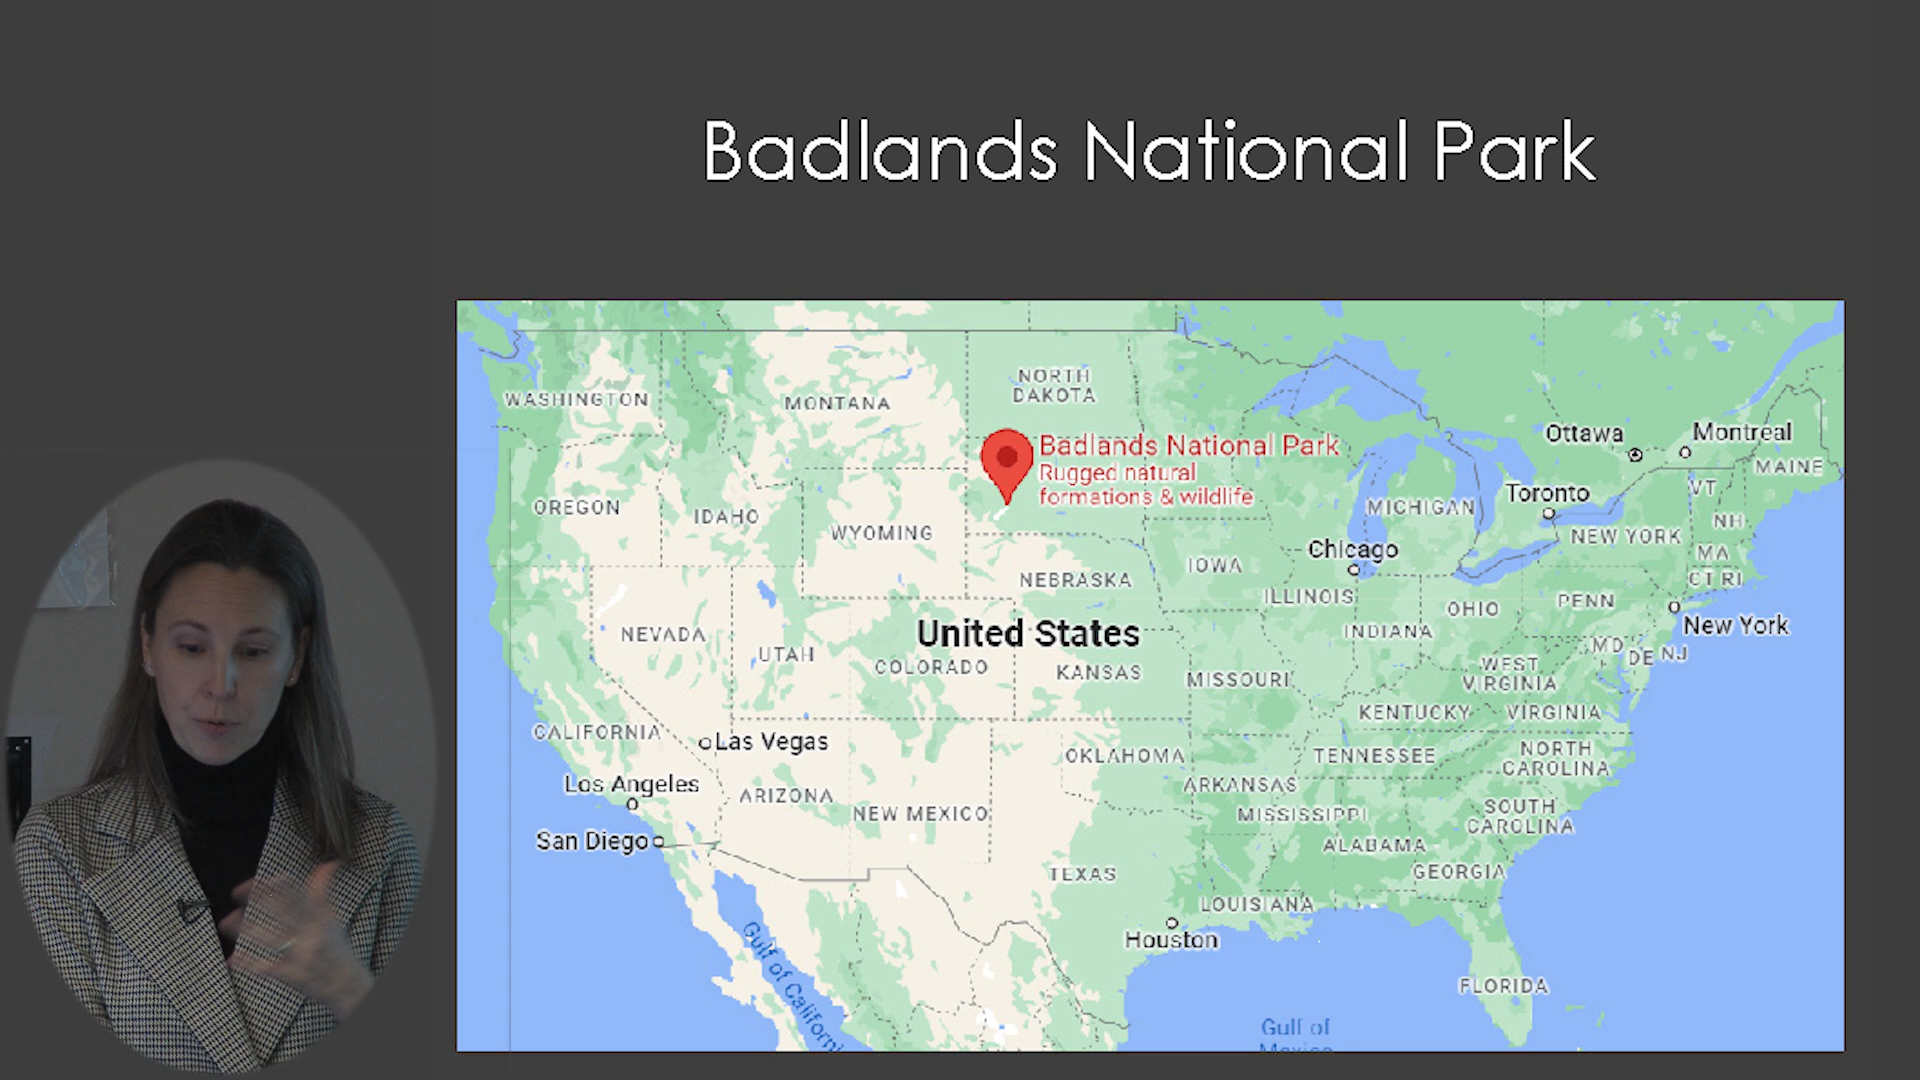 Badlands National Park
NORTH
DAKOTA
WASHINGTON
MONTANA
Badlands National Park
Rugged natural
formations & wildlife
Ottawa
Montreal
MAINE
OREGON
IDAHO
WYOMING
MICHIGAN
Toronto
VT
NH
NEW YORK
MA
CT RI
Chicago
IOWA
NEBRASKA
ILLINOIS
OHIO
PENN
New York
NEVADA
UTAH
United States
COLORADO
KANSAS
INDIANA
MD
DE
NJ
MISSOURI
WEST
VIRGINIA
KENTUCKY
VIRGINIA
CALIFORNIA
Las Vegas
OKLAHOMA
TENNESSEE
NORTH
CAROLINA
Los Angeles
ARIZONA
NEW MEXICO
ARKANSAS
MISSISSIPPI
SOUTH
CAROLINA
San Diego
ALABAMA
TEXAS
GEORGIA
LOUISIANA
Houston
Gulf of California
FLORIDA
Gulf of
Mexico